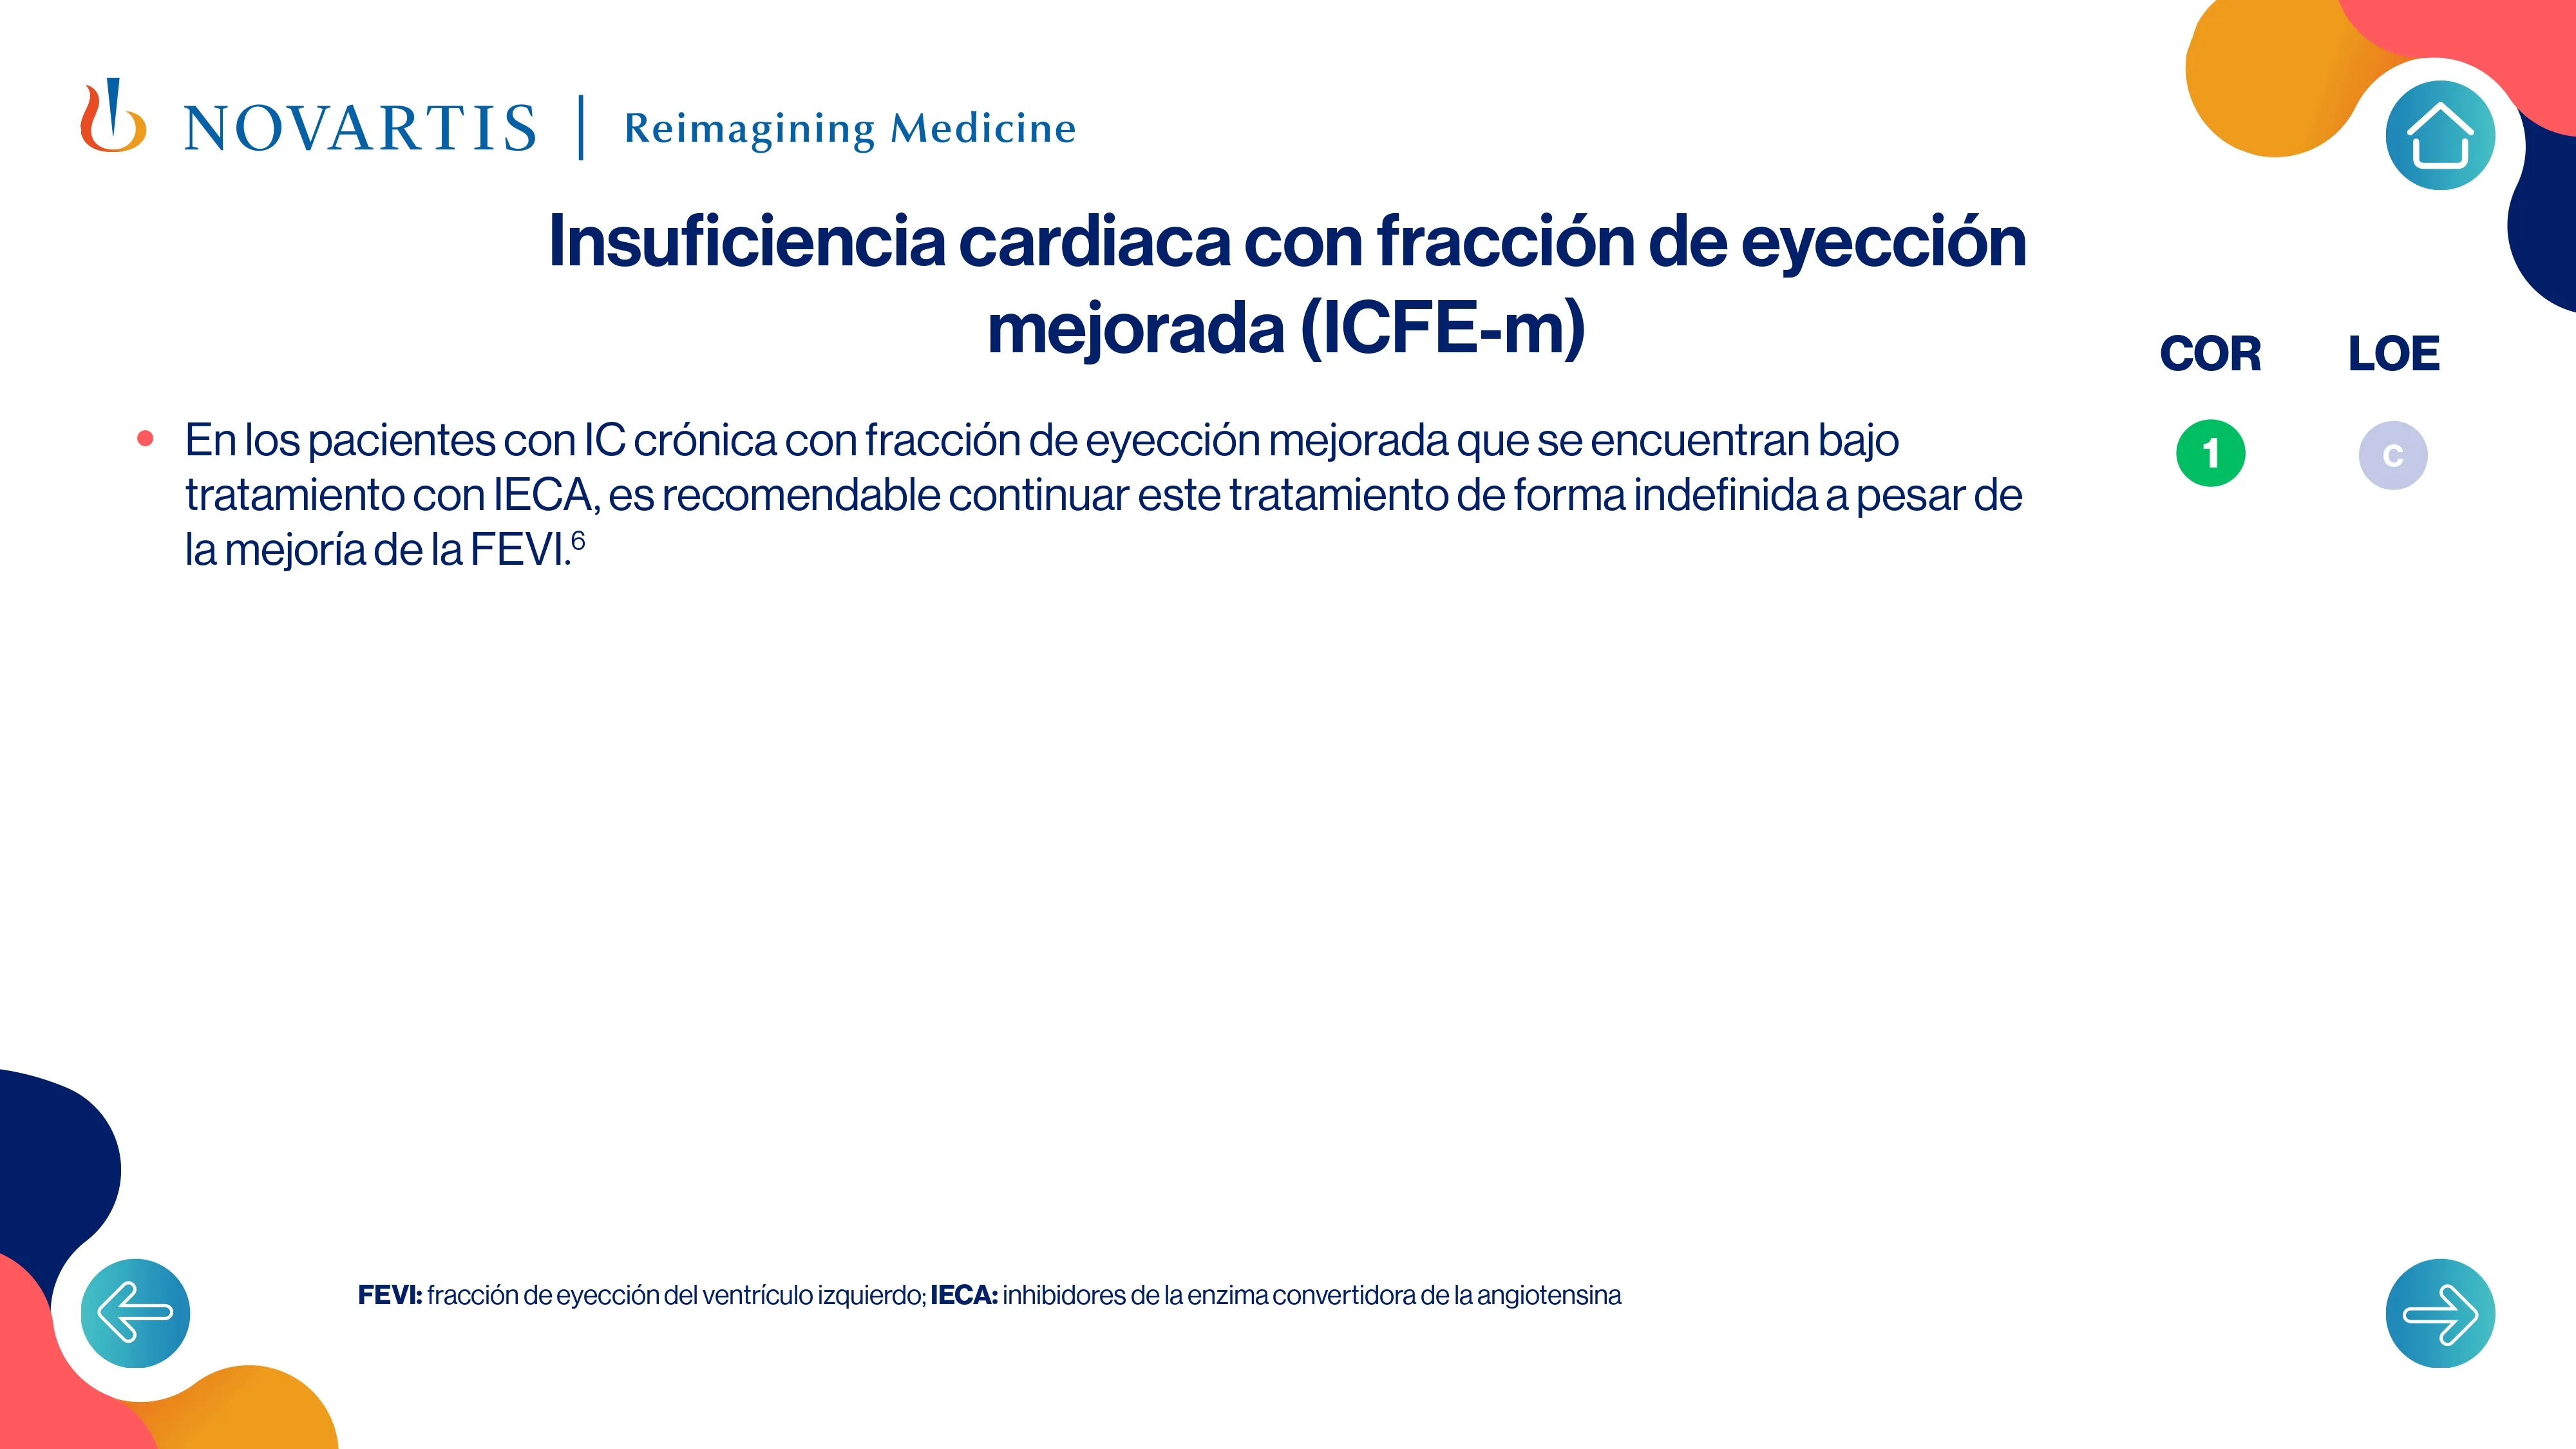 NOVARTIS | Reimagining Medicine
Insuficiencia cardiaca con fracción de eyección
mejorada (ICFE-m)
COR LOE
• En los pacientes con IC crónica con fracción de eyección mejorada que se encuentran bajo
tratamiento con IECA, es recomendable continuar este tratamiento de forma indefinida a pesar de
la mejoría de la FEVI.⁶
1 C
FEVI: fracción de eyección del ventrículo izquierdo; IECA: inhibidores de la enzima convertidora de la angiotensina